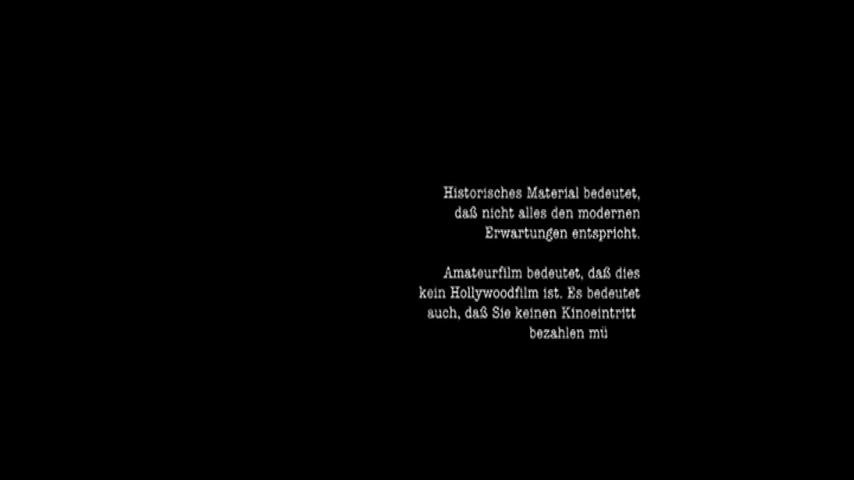 Historisches Material bedeutet,
daß nicht alles den modernen
Erwartungen entspricht.
Amateurfilm bedeutet, daß dies
kein Hollywoodfilm ist. Es bedeutet
auch, daß Sie keinen Kinoeintritt
bezahlen mü